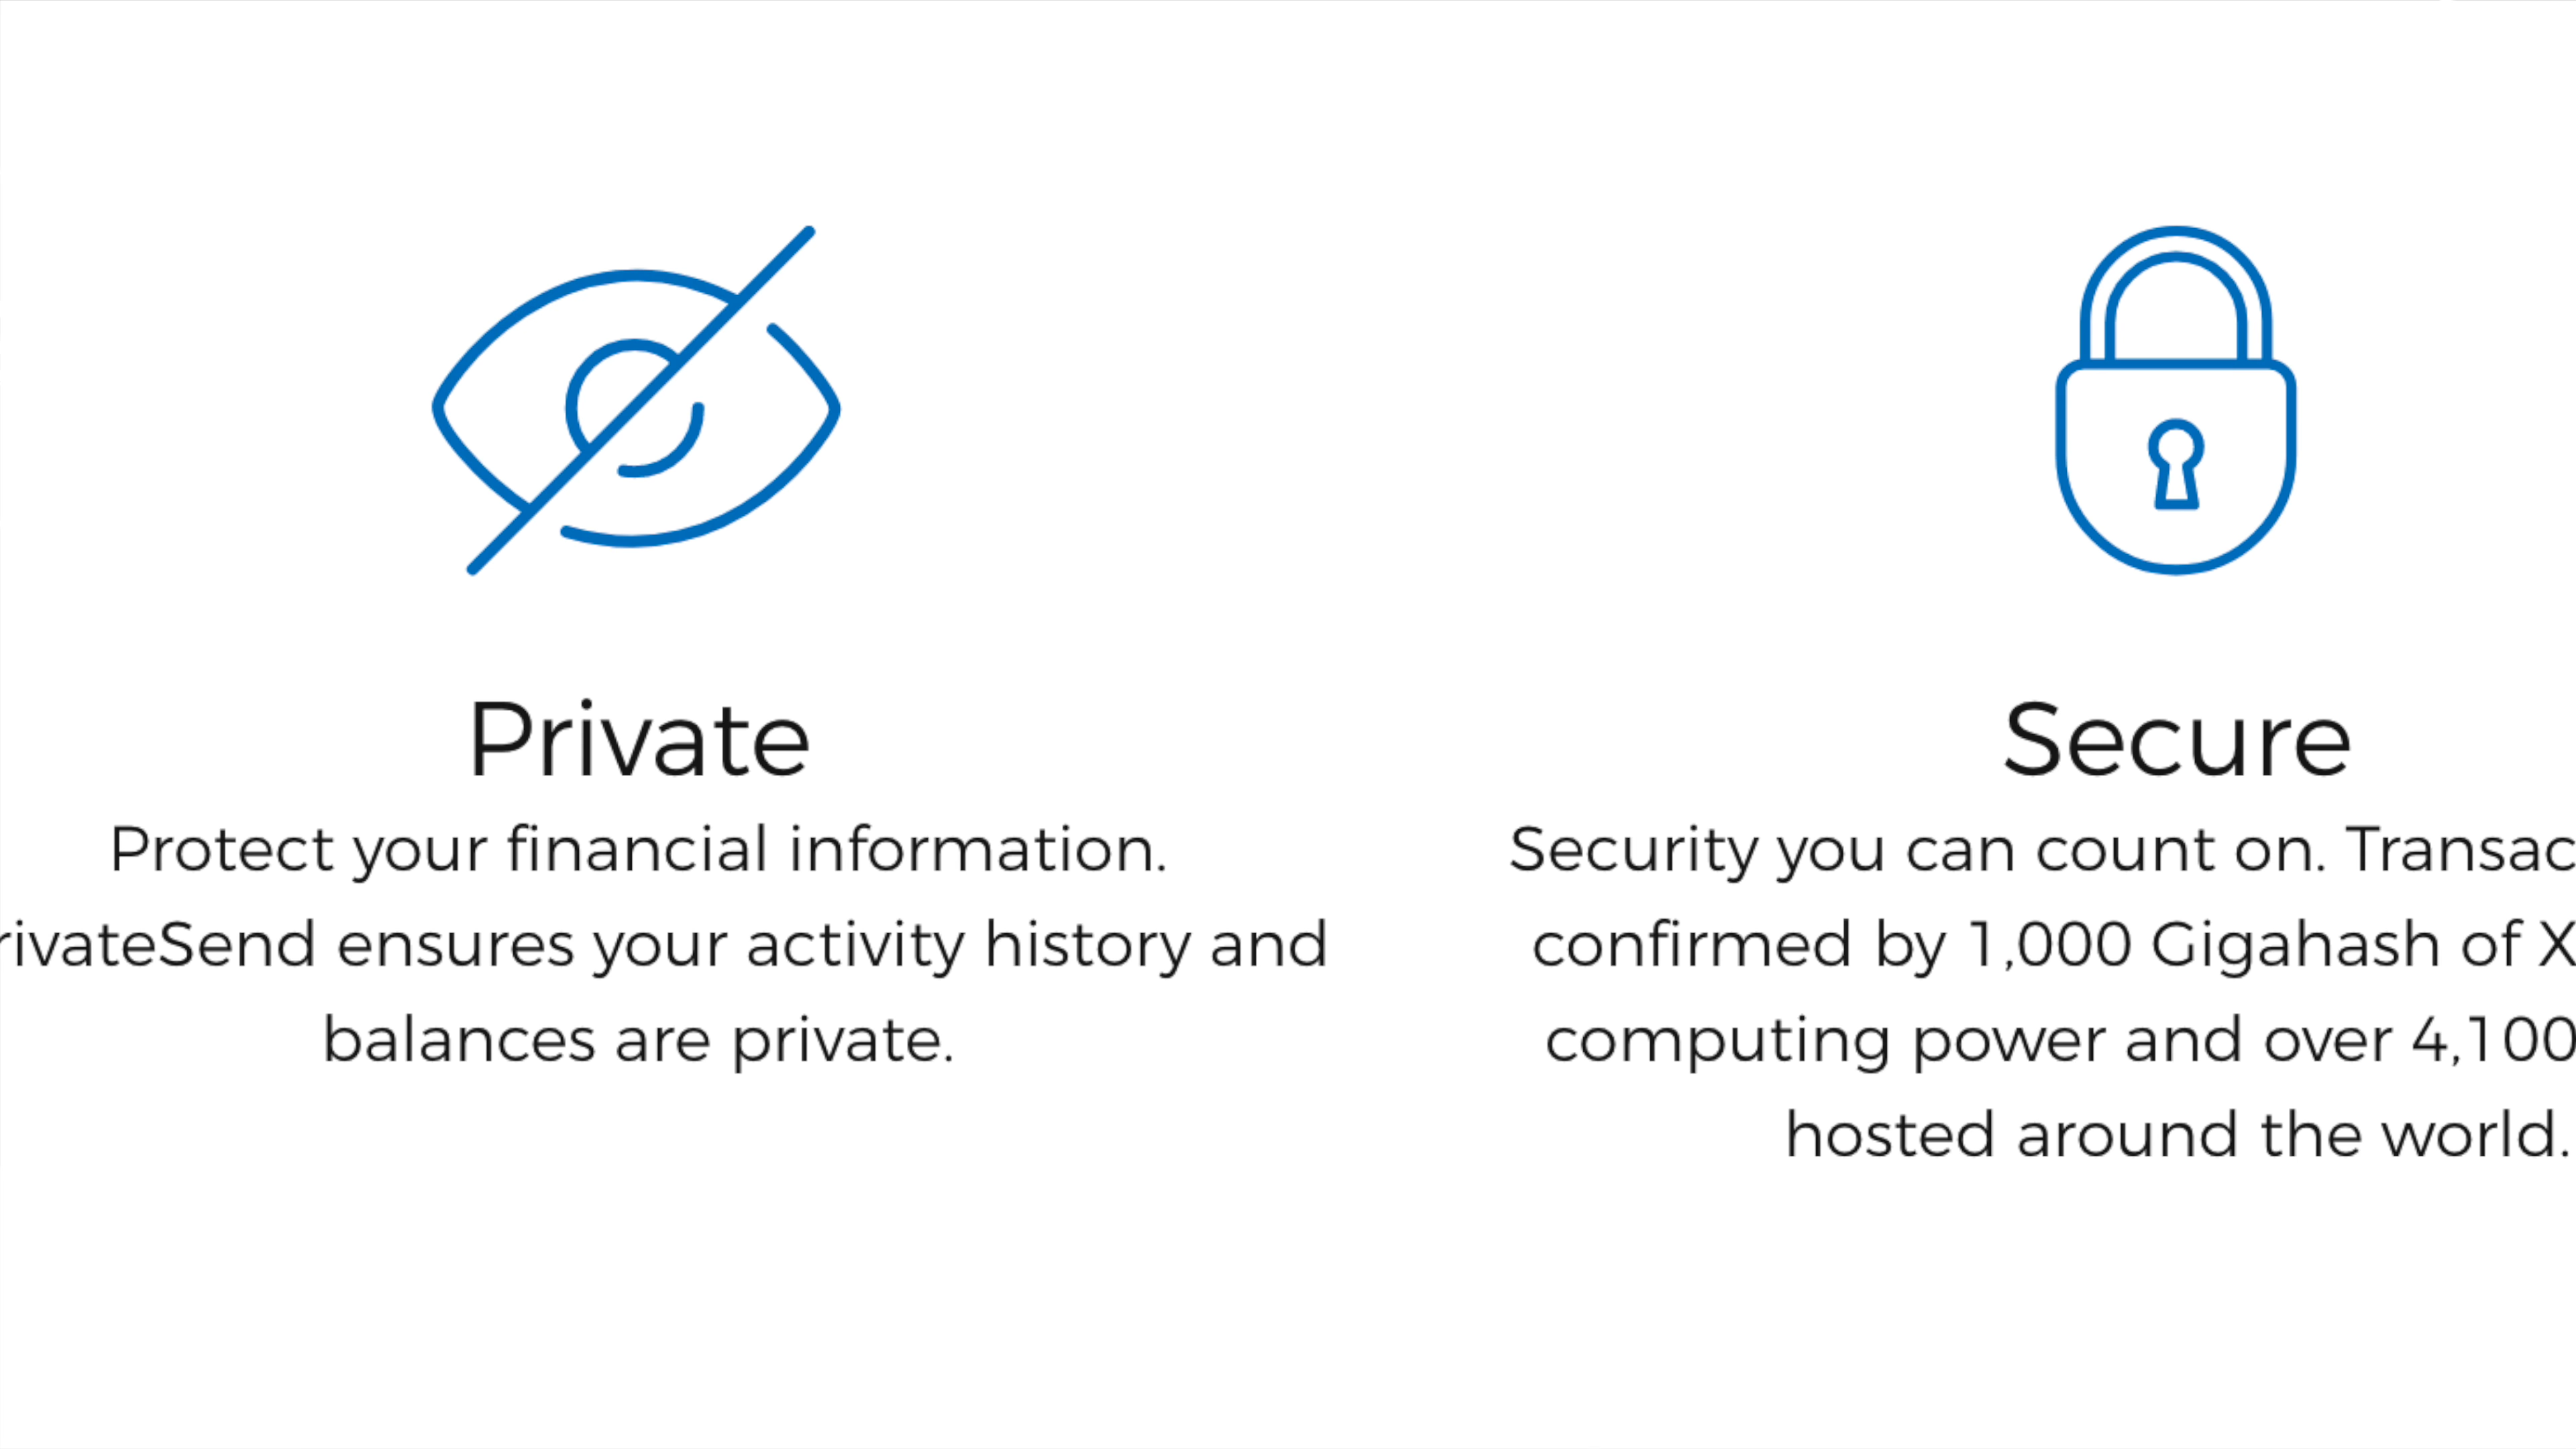 Private
Protect your financial information.
rivateSend ensures your activity history and
balances are private.
Secure
Security you can count on. Transac
confirmed by 1,000 Gigahash of X
computing power and over 4,100
hosted around the world.